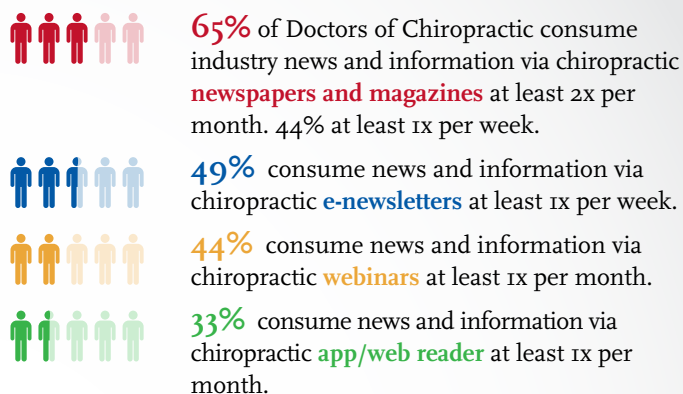 65% of Doctors of Chiropractic consume
industry news and information via chiropractic
newspapers and magazines at least 2x per
month. 44% at least 1x per week.
49% consume news and information via
chiropractic e-newsletters at least 1x per week.
44% consume news and information via
chiropractic webinars at least 1x per month.
33% consume news and information via
chiropractic app/web reader at least 1x per
month.